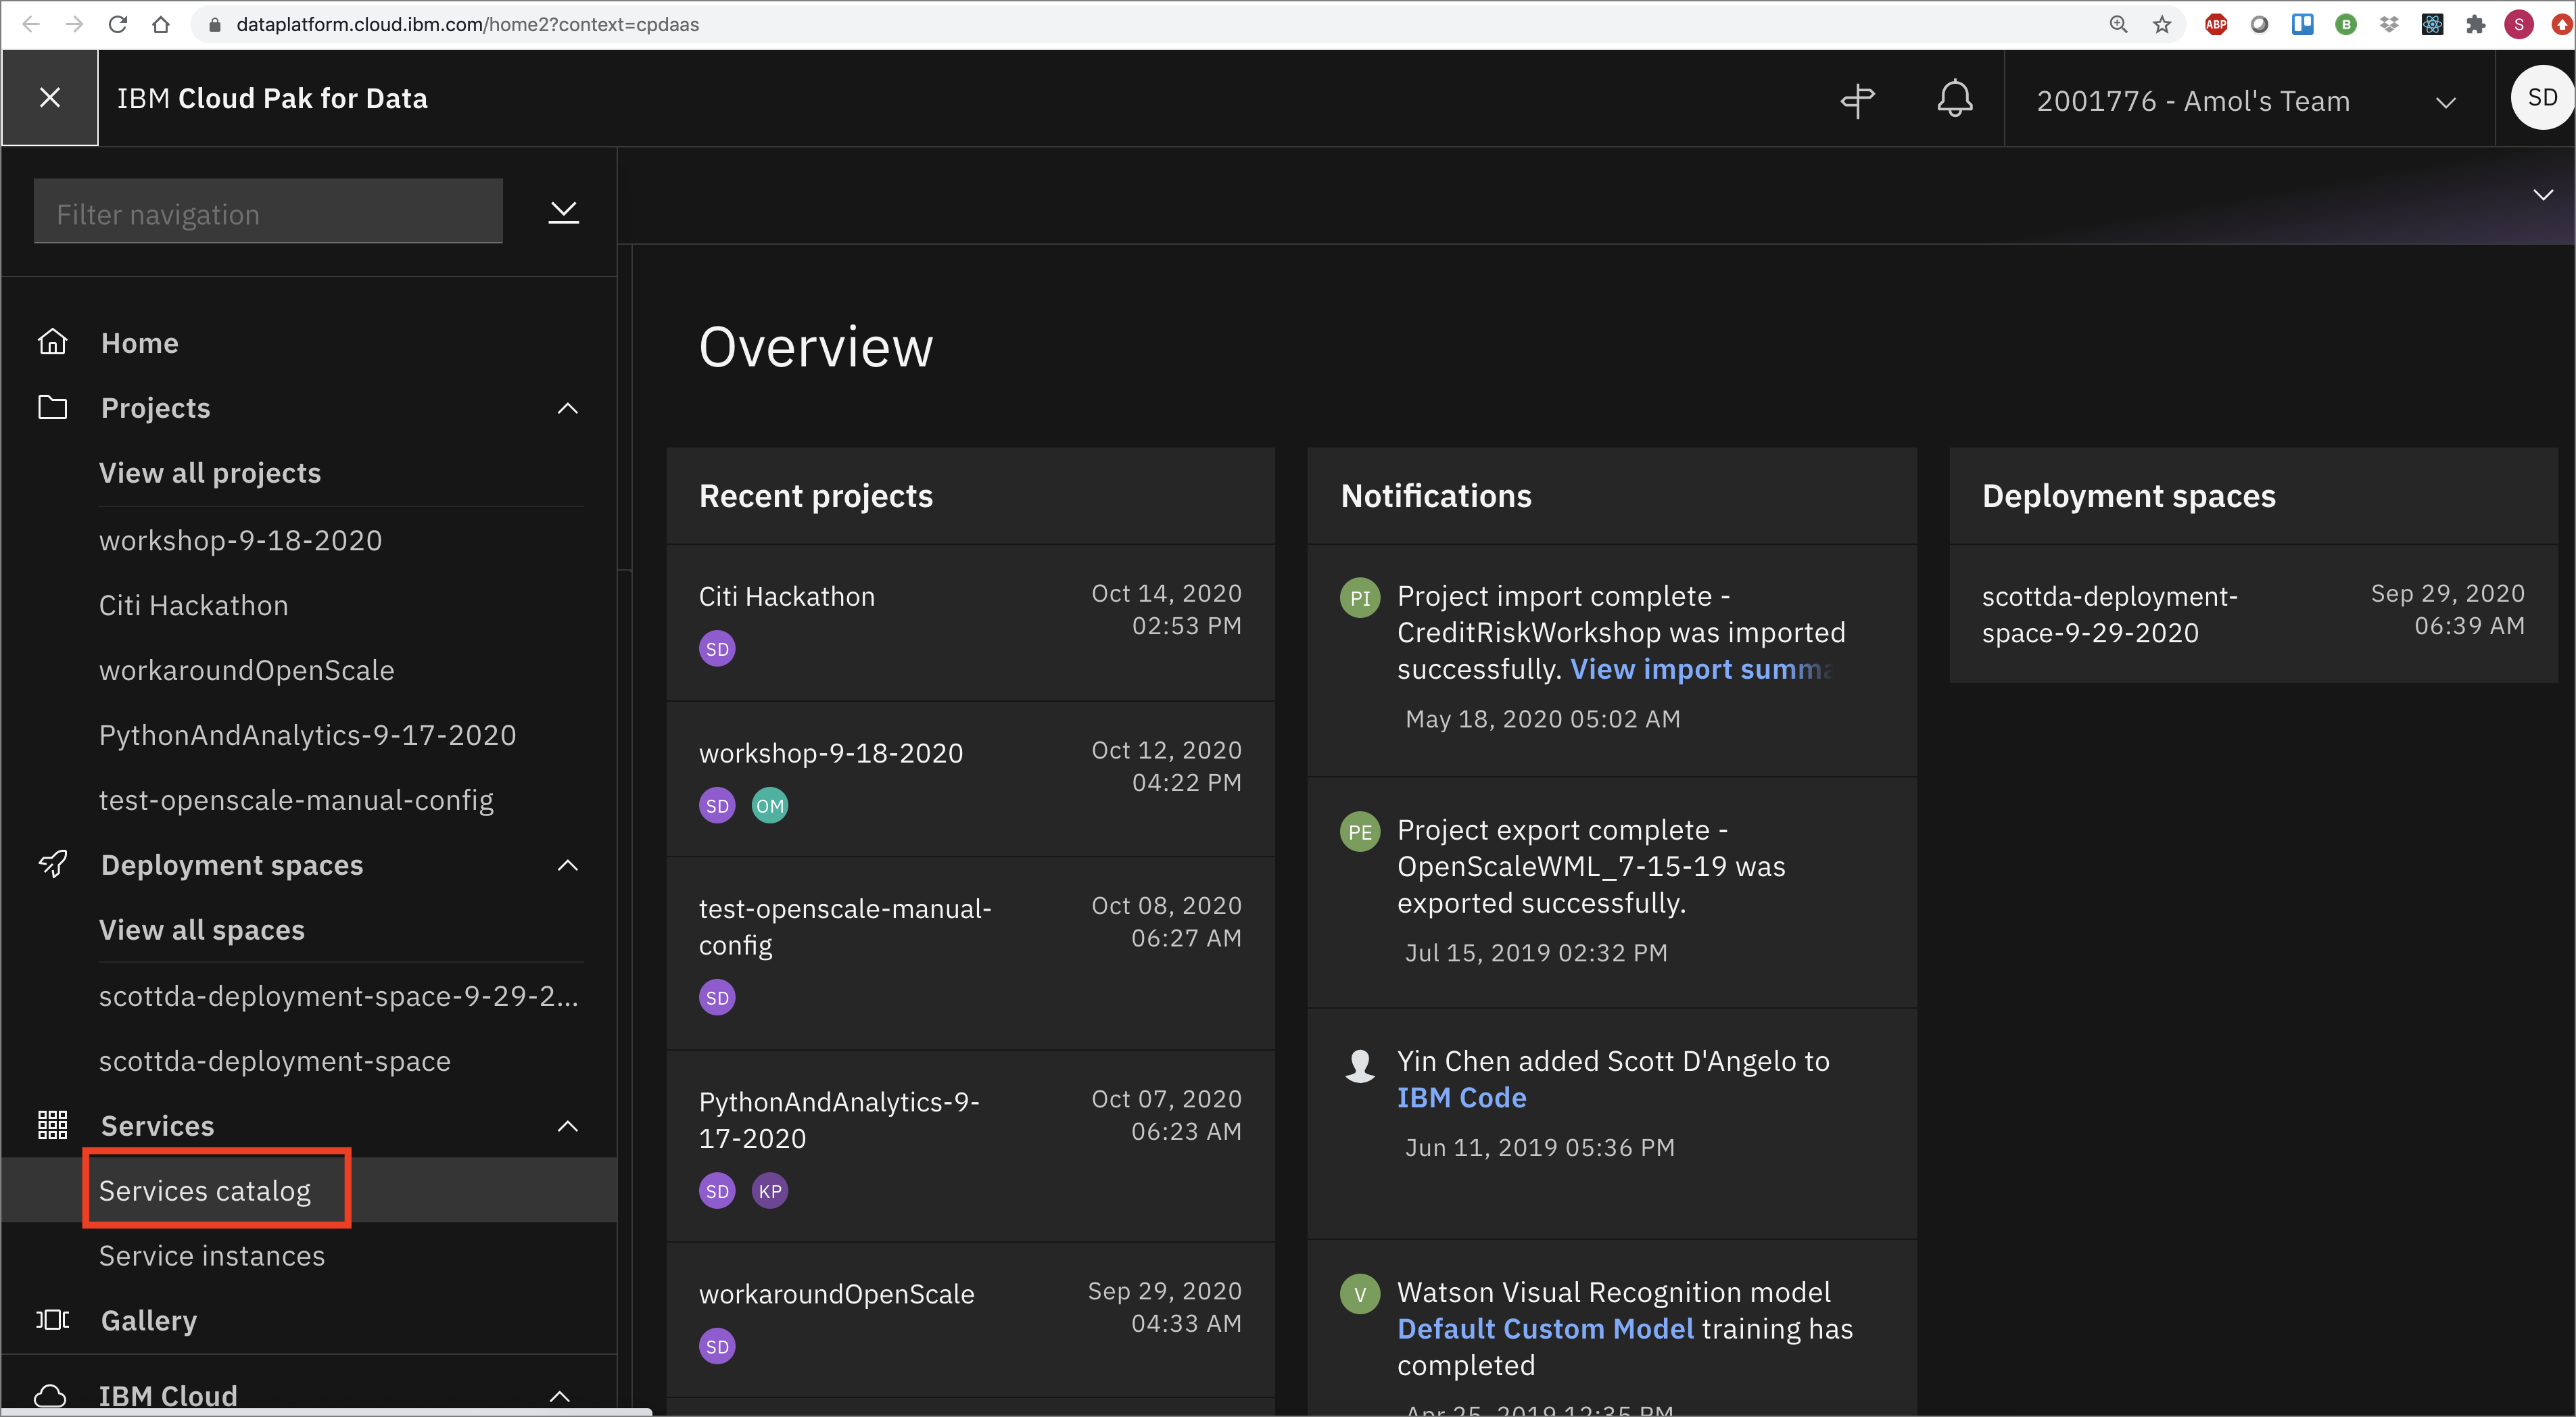 dataplatform.cloud.ibm.com/home2?context=cpdaas
ABP
B
S
IBM Cloud Pak for Data
2001776 - Amol's Team
SD
Filter navigation
Home
Projects
View all projects
workshop-9-18-2020
Citi Hackathon
workaroundOpenScale
PythonAndAnalytics-9-17-2020
test-openscale-manual-config
Deployment spaces
View all spaces
scottda-deployment-space-9-29-2...
scottda-deployment-space
Services
Services catalog
Service instances
Gallery
IBM Cloud
Overview
Recent projects
Citi Hackathon
Oct 14, 2020
02:53 PM
SD
workshop-9-18-2020
Oct 12, 2020
04:22 PM
SD OM
test-openscale-manual-
config
Oct 08, 2020
06:27 AM
SD
PythonAndAnalytics-9-
17-2020
Oct 07, 2020
06:23 AM
SD KP
workaroundOpenScale
Sep 29, 2020
04:33 AM
SD
Notifications
PI
Project import complete -
CreditRiskWorkshop was imported
successfully. View import summa
May 18, 2020 05:02 AM
PE
Project export complete -
OpenScaleWML_7-15-19 was
exported successfully.
Jul 15, 2019 02:32 PM
Yin Chen added Scott D'Angelo to
IBM Code
Jun 11, 2019 05:36 PM
V
Watson Visual Recognition model
Default Custom Model training has
completed
Apr 25, 2019 12:35 PM
Deployment spaces
scottda-deployment-
space-9-29-2020
Sep 29, 2020
06:39 AM